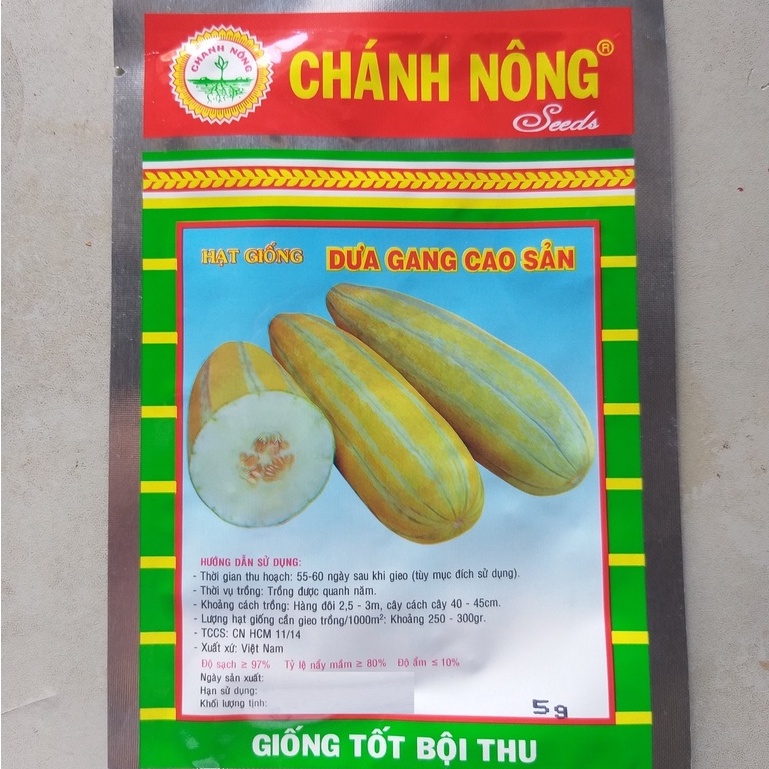 CHANH NÔNG
CHÁNH NÔNG®
Seeds
HẠT GIỐNG DƯA GANG CAO SẢN
HƯỚNG DẪN SỬ DỤNG:
- Thời gian thu hoạch: 55-60 ngày sau khi gieo (tùy mục đích sử dụng).
- Thời vụ trồng: Trồng được quanh năm.
- Khoảng cách trồng: Hàng đôi 2,5 - 3m, cây cách cây 40 - 45cm.
- Lượng hạt giống cần gieo trồng/1000m²: Khoảng 250 - 300gr.
- TCCS: CN HCM 11/14
- Xuất xứ: Việt Nam
Độ sạch ≥ 97% Tỷ lệ nẩy mầm ≥ 80% Độ ẩm ≤ 10%
Ngày sản xuất:
Hạn sử dụng:
Khối lượng tịnh: 5g
GIỐNG TỐT BỘI THU